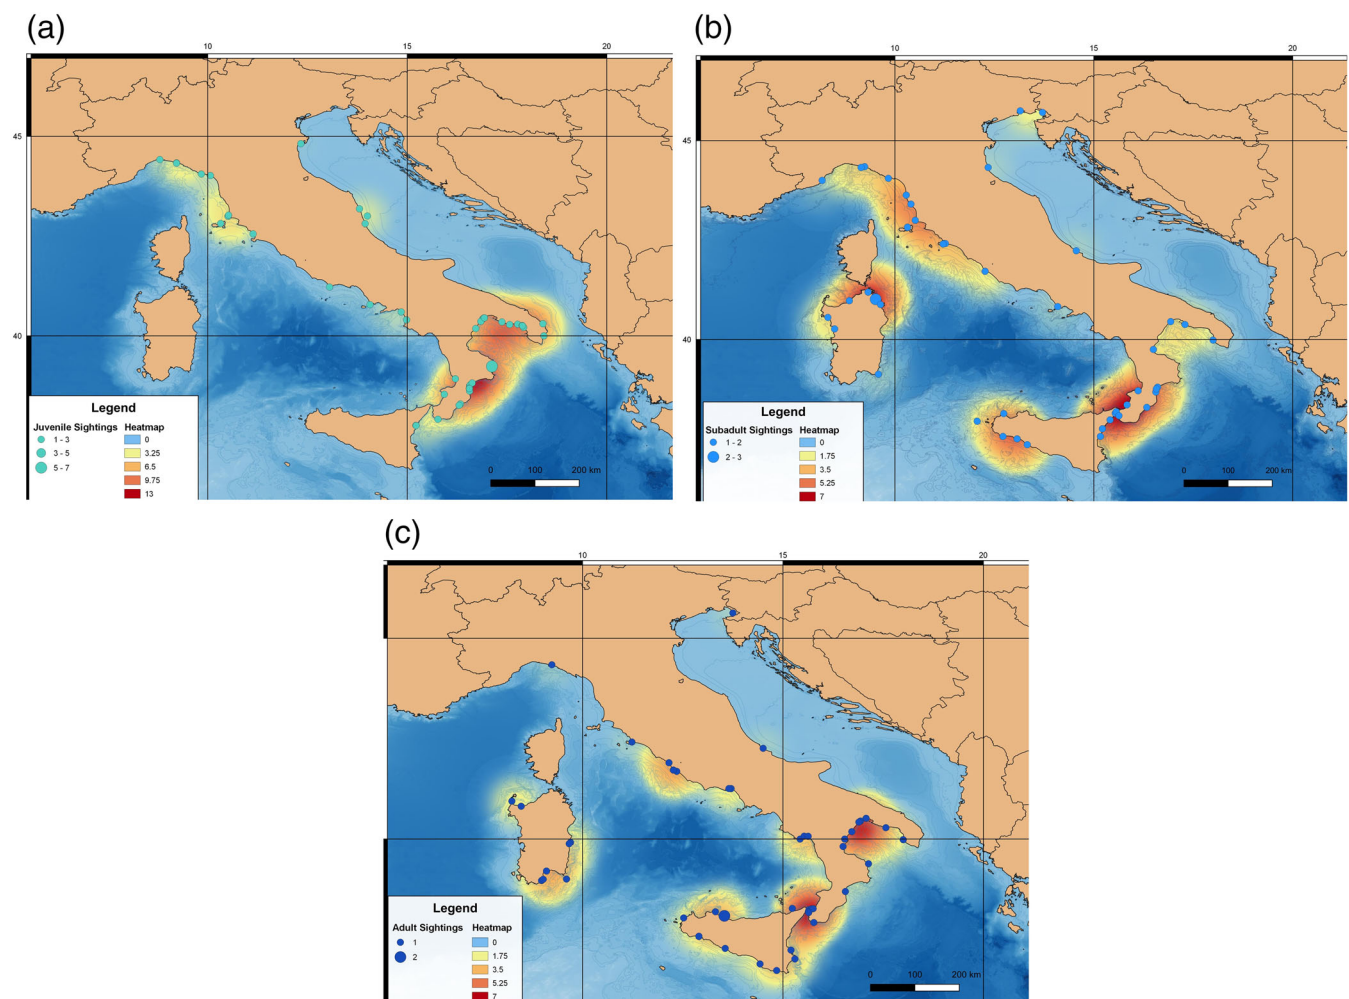 (a)
10 15 20
45
40
Legend
Juvenile Sightings Heatmap
1 - 3 0
3 - 5 3.25
5 - 7 6.5
9.75
13
0 100 200 km
(b)
10 15 20
45
40
Legend
Subadult Sightings Heatmap
1 - 2 0
2 - 3 1.75
3.5
5.25
7
0 100 200 km
(c)
10 15 20
Legend
Adult Sightings Heatmap
1 0
2 1.75
3.5
5.25
7
0 100 200 km